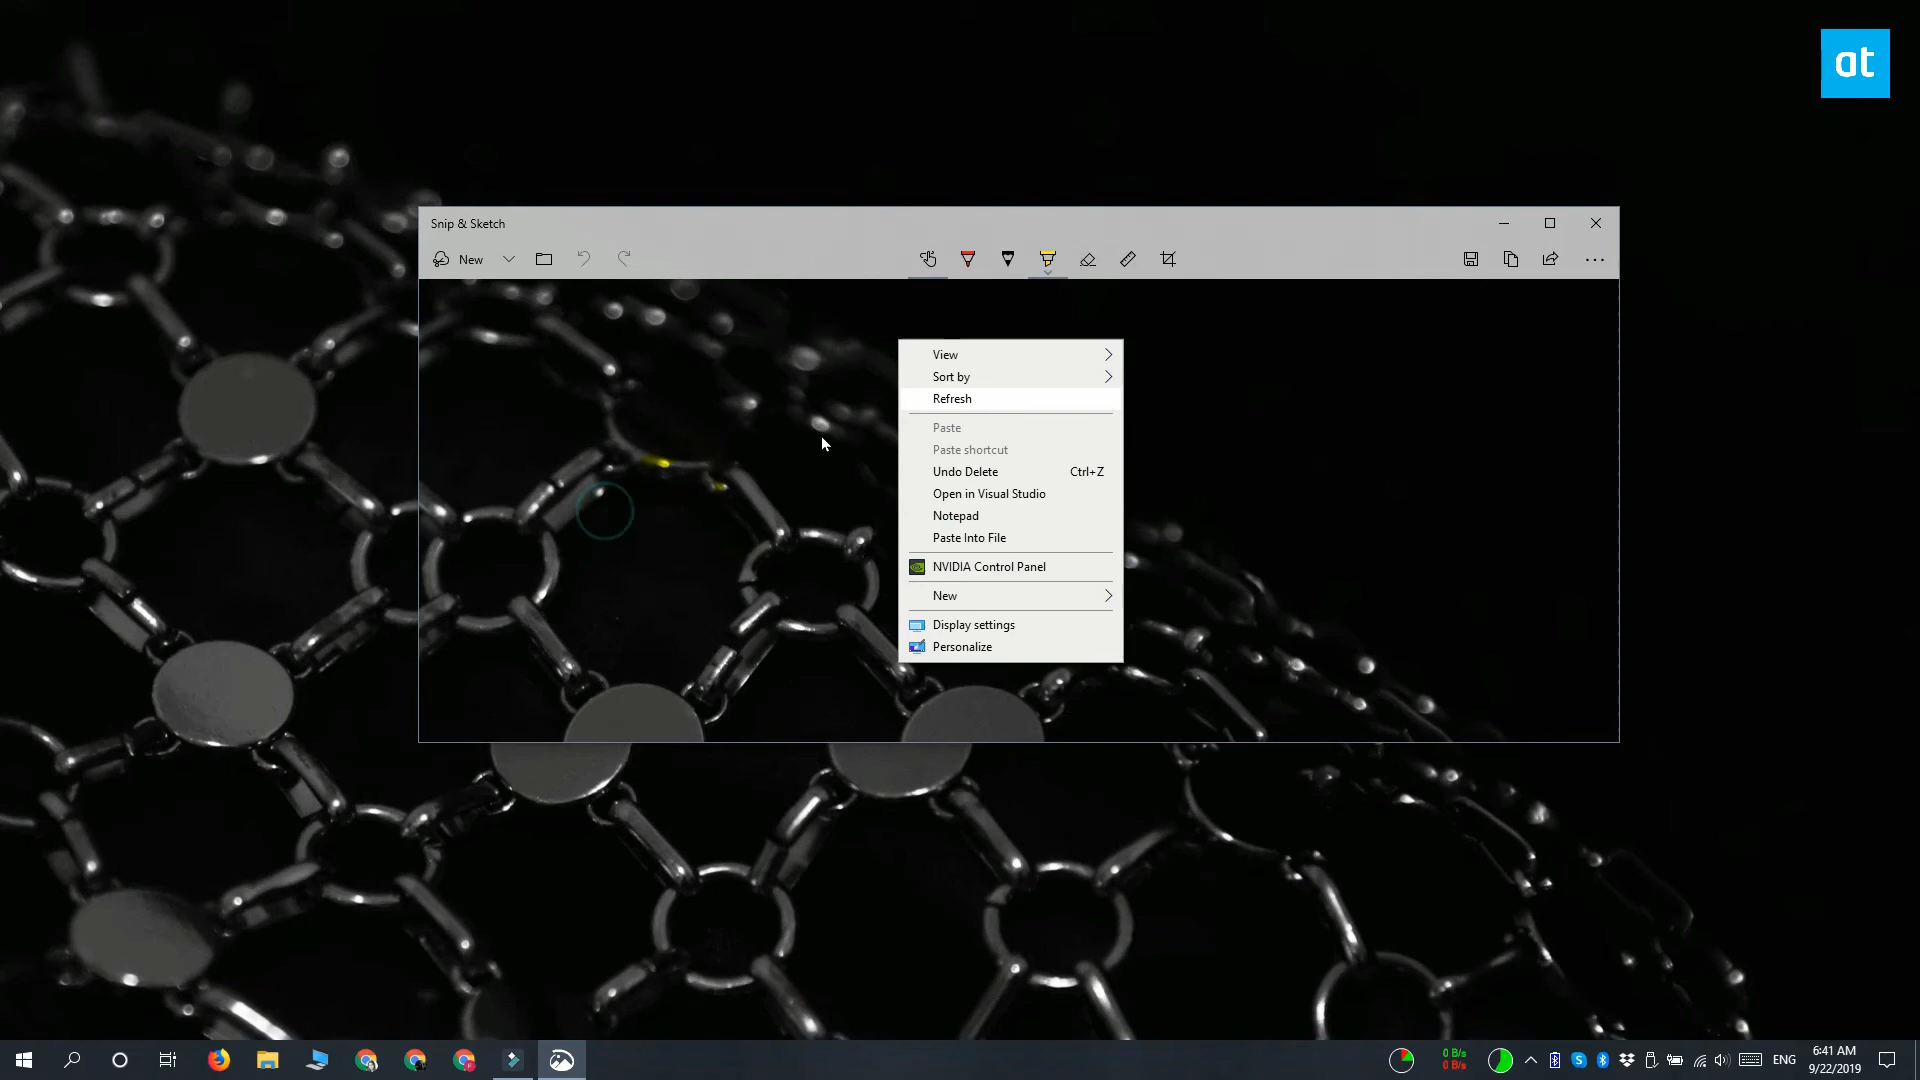 at
Snip & Sketch
New
View
Sort by
Refresh
Paste
Paste shortcut
Undo Delete Ctrl+Z
Open in Visual Studio
Notepad
Paste Into File
NVIDIA Control Panel
New
Display settings
Personalize
0 B/s
0 B/s
ENG
6:41 AM
9/22/2019